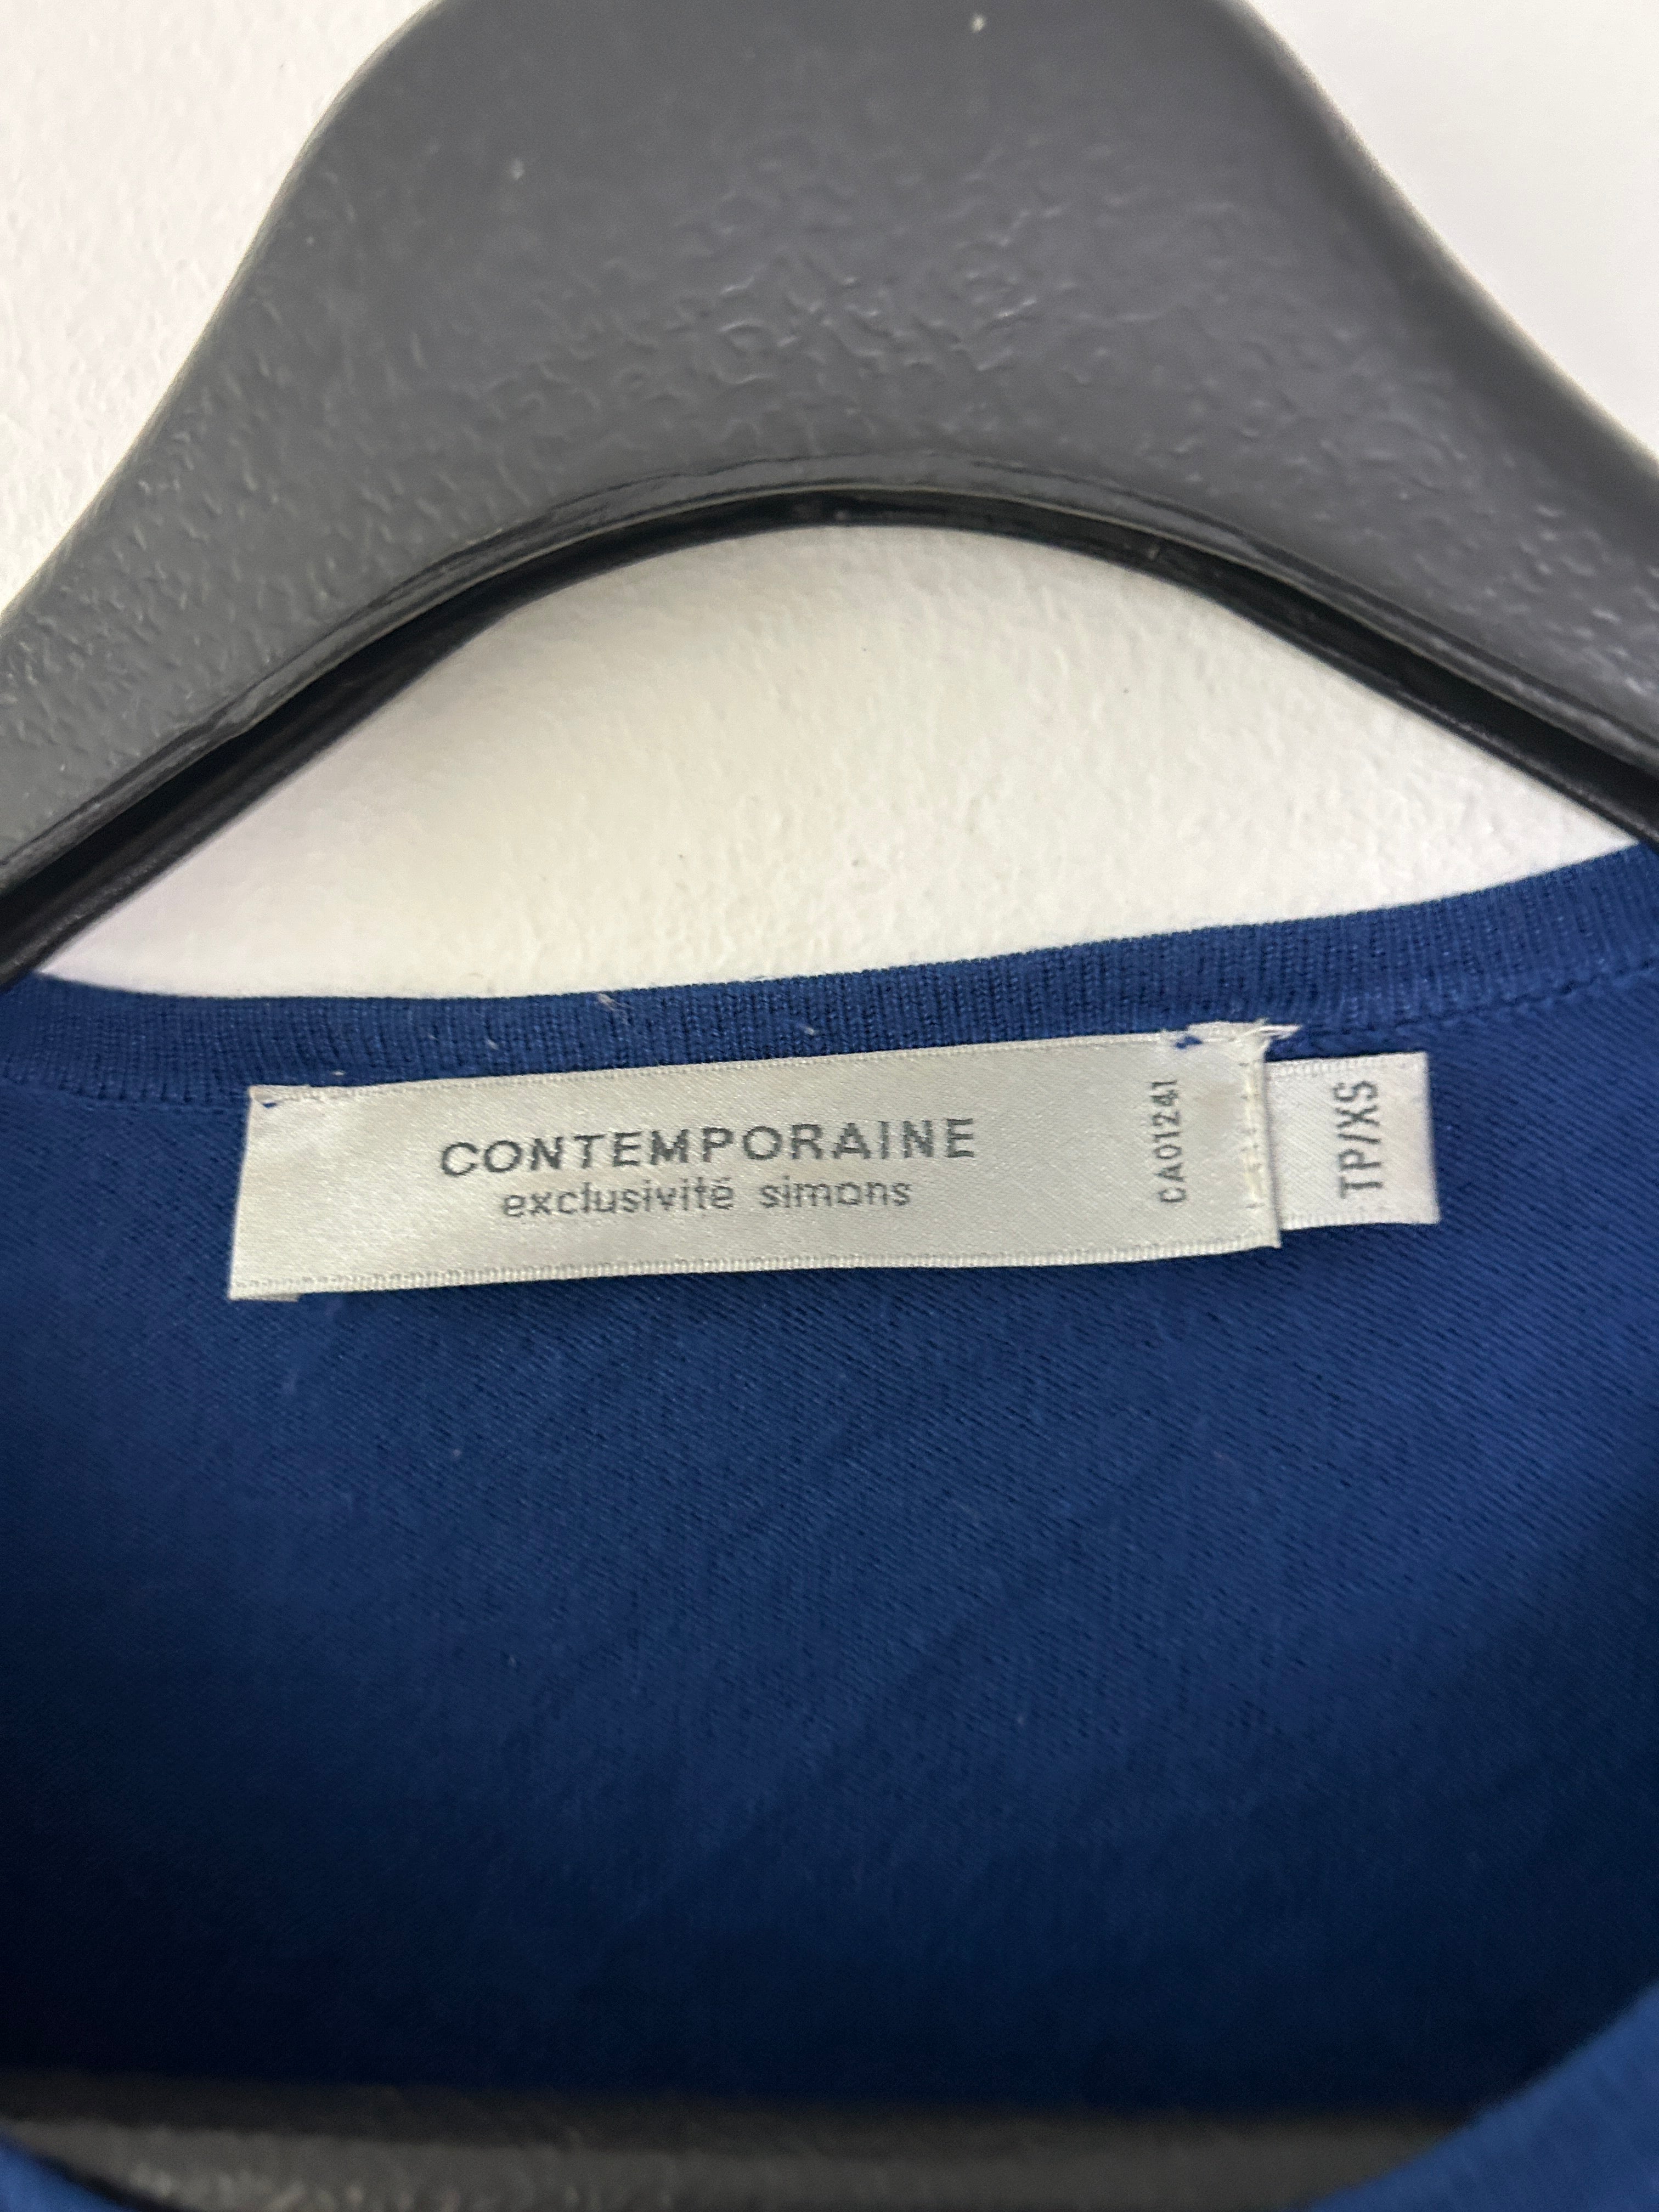 CONTEMPORAINE
exclusivité simons
CA01241
TP/XS